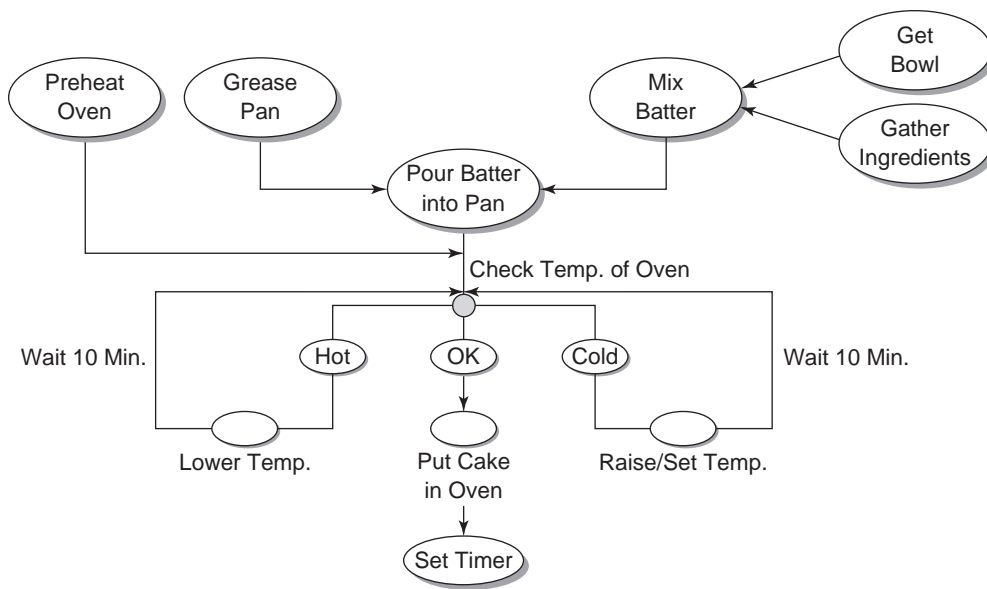 Preheat
Oven
Grease
Pan
Mix
Batter
Get
Bowl
Gather
Ingredients
Pour Batter
into Pan
Check Temp. of Oven
Wait 10 Min.
Hot
OK
Cold
Wait 10 Min.
Lower Temp.
Put Cake
in Oven
Raise/Set Temp.
Set Timer